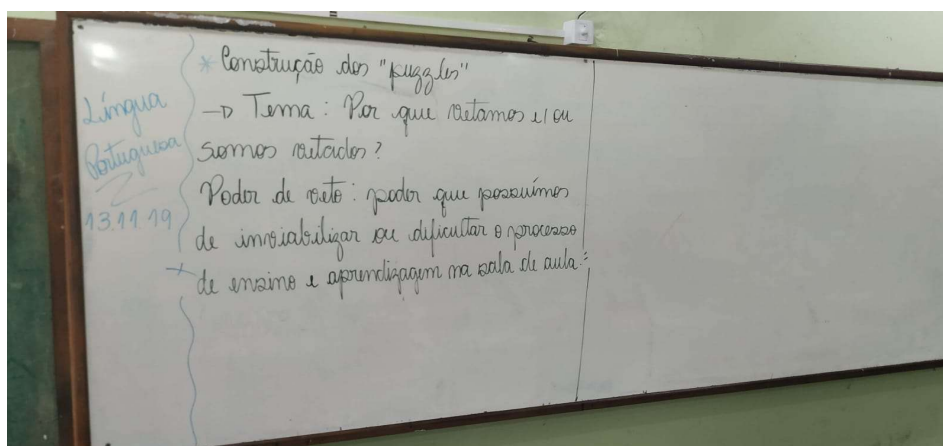 Língua
Portuguesa
13.11.19
* Construção dos "puzzles"
→ Tema: Por que vetamos e/ou
somos vetados?
Poder de veto: poder que possuímos
de inviabilizar ou dificultar o processo
de ensino e aprendizagem na sala de aula.